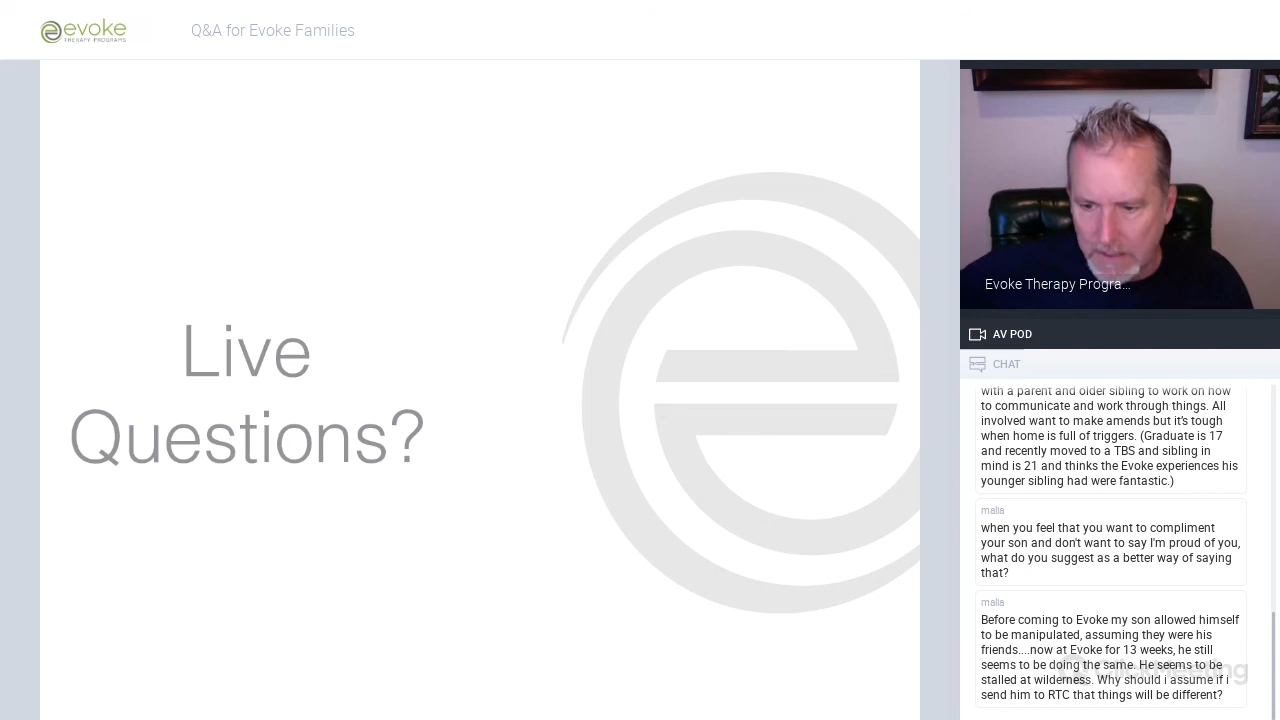 evoke
THERAPY PROGRAMS
Q&A for Evoke Families
Live
Questions?
Evoke Therapy Progra...
AV POD
CHAT
with a parent and older sibling to work on how
to communicate and work through things. All
involved want to make amends but it's tough
when home is full of triggers. (Graduate is 17
and recently moved to a TBS and sibling in
mind is 21 and thinks the Evoke experiences his
younger sibling had were fantastic.)
malia
when you feel that you want to compliment
your son and don't want to say I'm proud of you,
what do you suggest as a better way of saying
that?
malia
Before coming to Evoke my son allowed himself
to be manipulated, assuming they were his
friends....now at Evoke for 13 weeks, he still
seems to be doing the same. He seems to be
stalled at wilderness. Why should i assume if i
send him to RTC that things will be different?